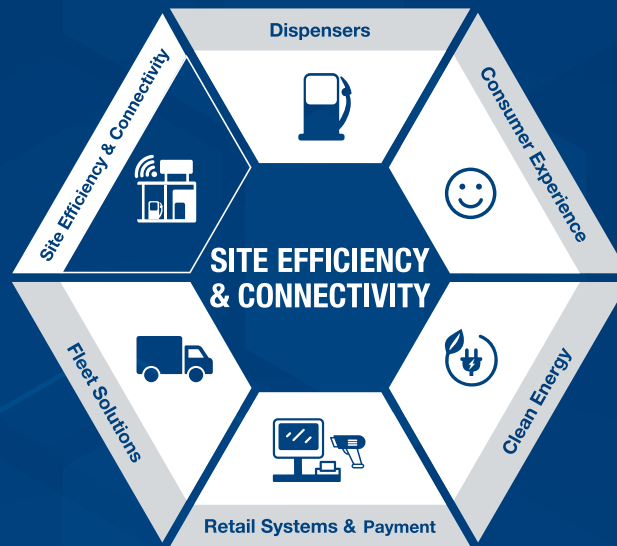 Dispensers
Site Efficiency & Connectivity
Consumer Experience
SITE EFFICIENCY
& CONNECTIVITY
Fleet Solutions
Clean Energy
Retail Systems & Payment